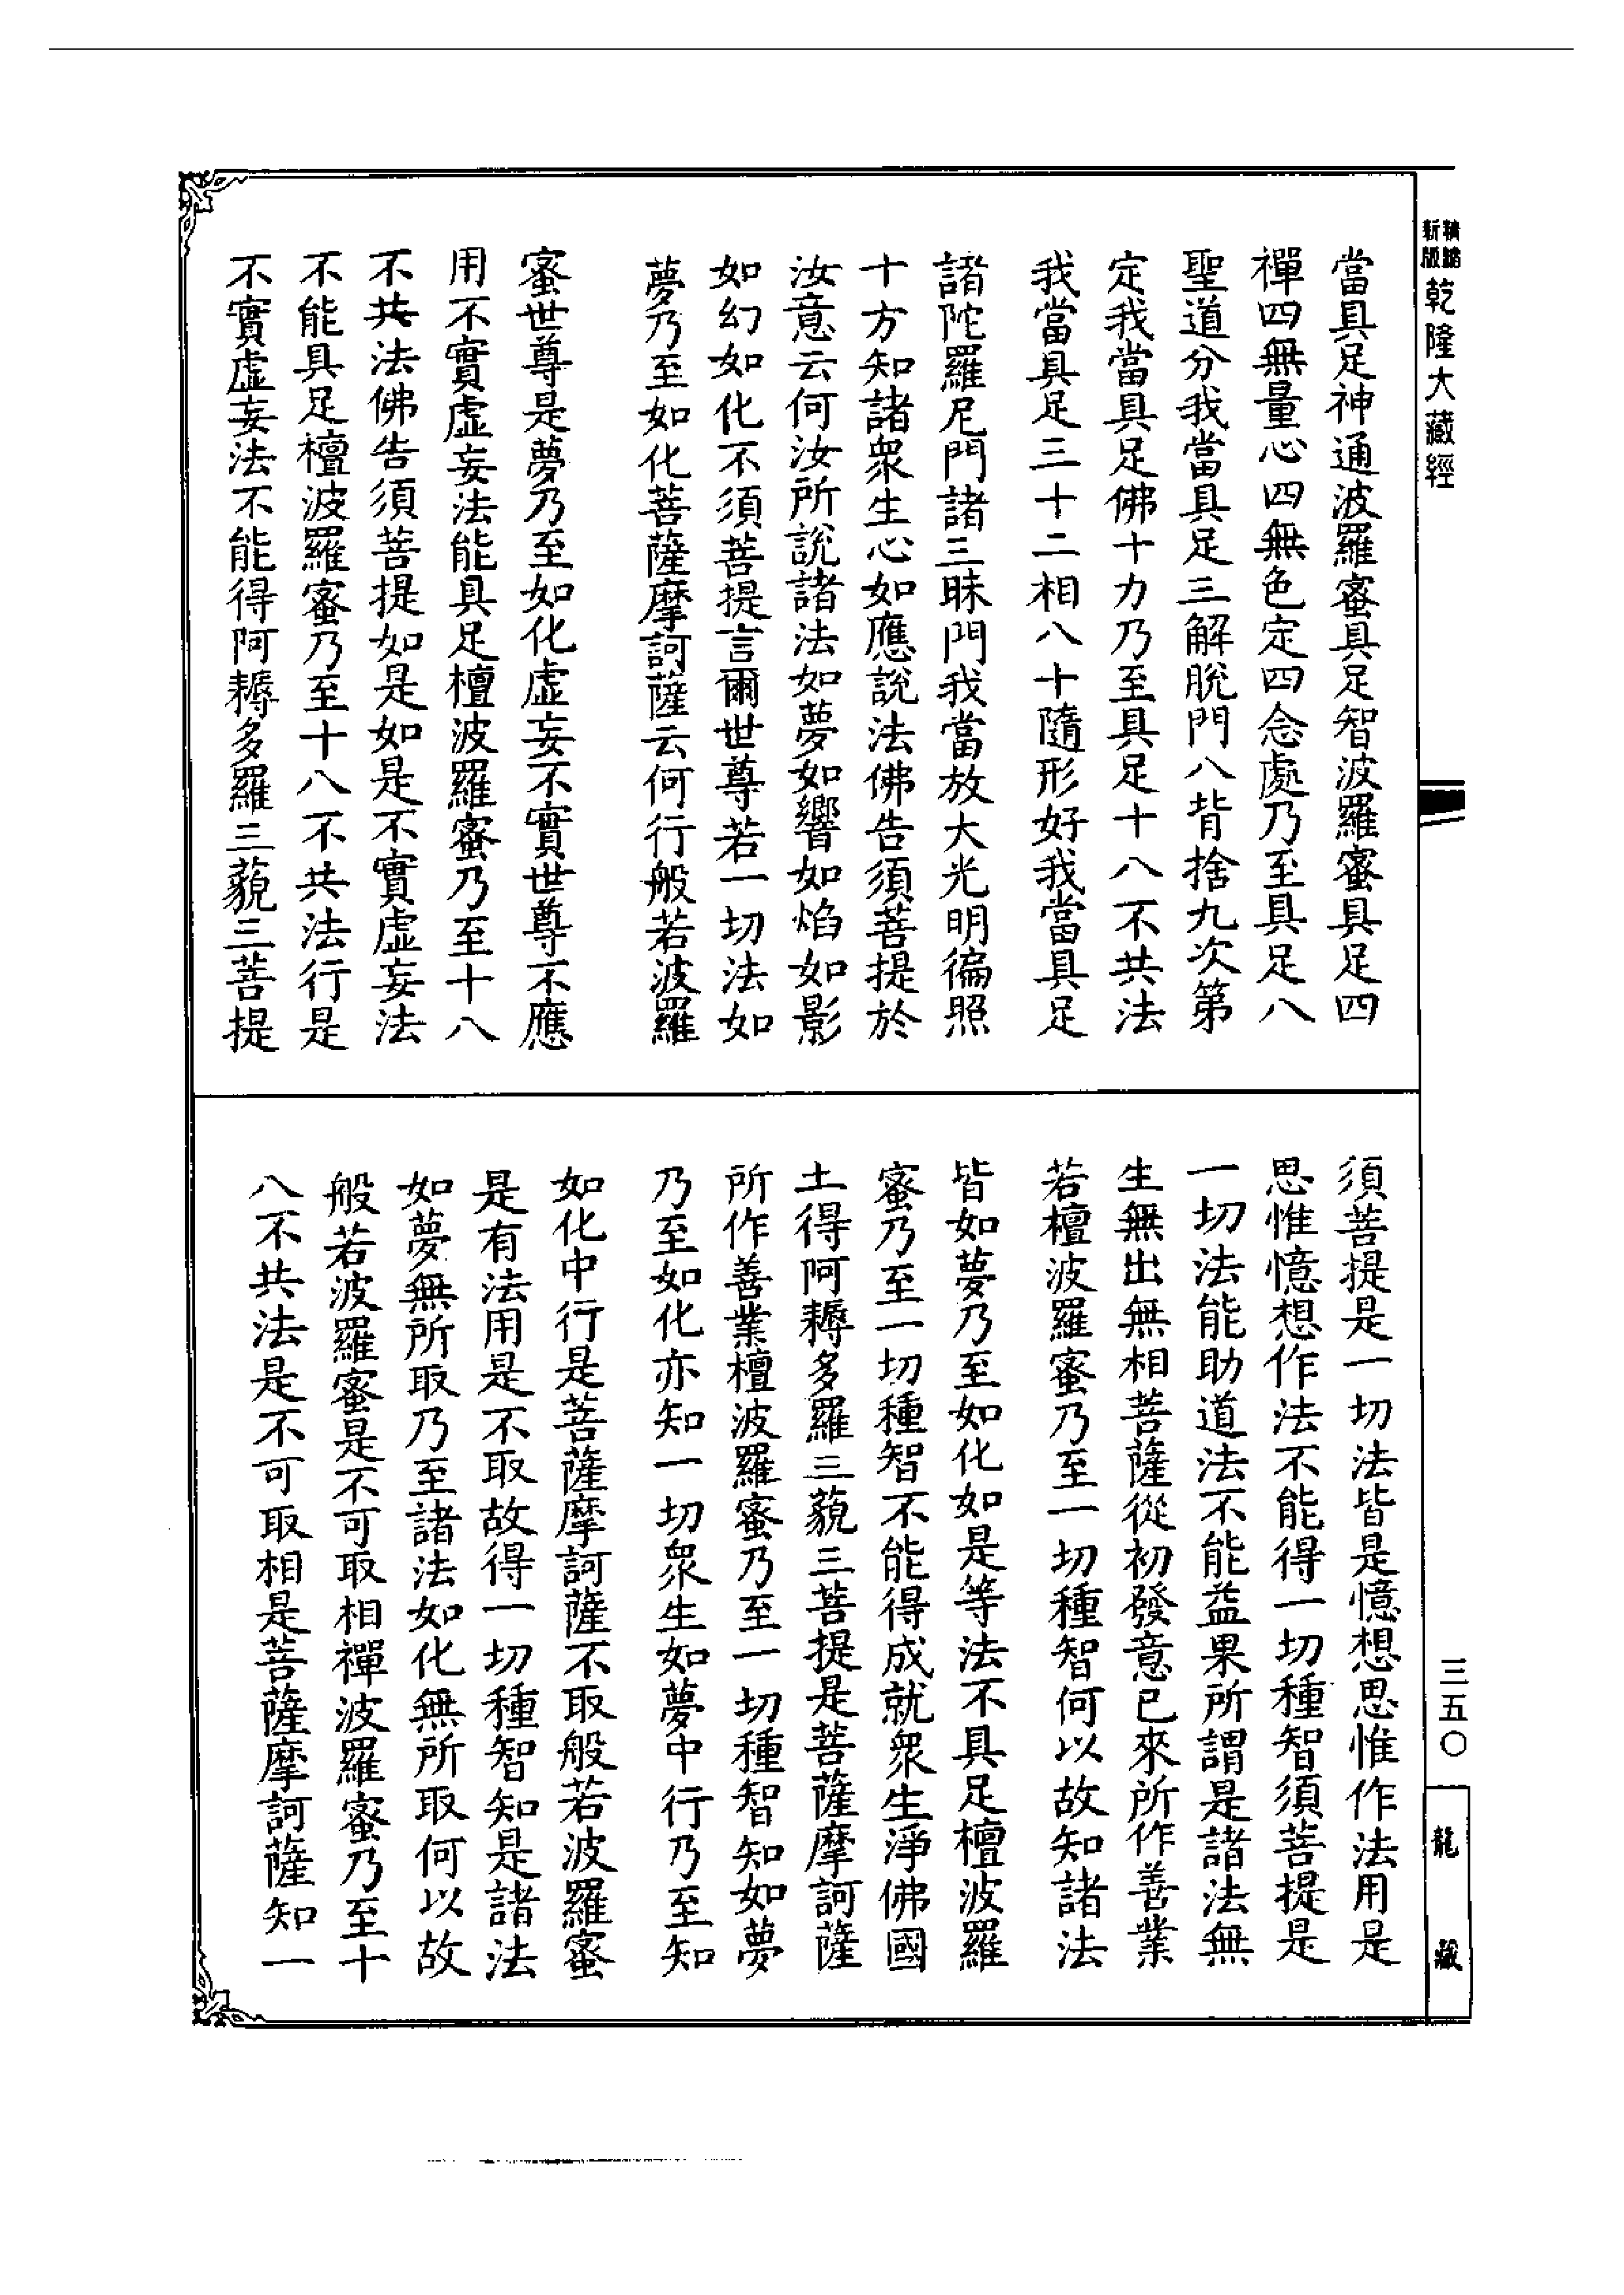 新版
精縮
乾隆大藏經
當具足神通波羅蜜具足智波羅蜜具足四
禪四無量心四無色定四念處乃至具足八
聖道分我當具足三解脫門八背捨九次第
定我當具足佛十力乃至具足十八不共法
我當具足三十二相八十隨形好我當具足
諸陀羅尼門諸三昧門我當放大光明徧照
十方知諸衆生心如應說法佛告須菩提於
汝意云何汝所說諸法如夢如響如焰如影
如幻如化不須菩提言爾世尊若一切法如
夢乃至如化菩薩摩訶薩云何行般若波羅
蜜世尊是夢乃至如化虛妄不實世尊不應
用不實虛妄法能具足檀波羅蜜乃至十八
不共法佛告須菩提如是如是不實虛妄法
不能具足檀波羅蜜乃至十八不共法行是
不實虛妄法不能得阿耨多羅三藐三菩提
須菩提是一切法皆是憶想思惟作法用是
思惟憶想作法不能得一切種智須菩提是
一切法能助道法不能益果所謂是諸法無
生無出無相菩薩從初發意已來所作善業
若檀波羅蜜乃至一切種智何以故知諸法
皆如夢乃至如化如是等法不具足檀波羅
蜜乃至一切種智不能得成就衆生淨佛國
土得阿耨多羅三藐三菩提是菩薩摩訶薩
所作善業檀波羅蜜乃至一切種智知如夢
乃至如化亦知一切衆生如夢中行乃至知
如化中行是菩薩摩訶薩不取般若波羅蜜
是有法用是不取故得一切種智知是諸法
如夢無所取乃至諸法如化無所取何以故
般若波羅蜜是不可取相禪波羅蜜乃至十
八不共法是不可取相是菩薩摩訶薩知一
三五〇
龍藏